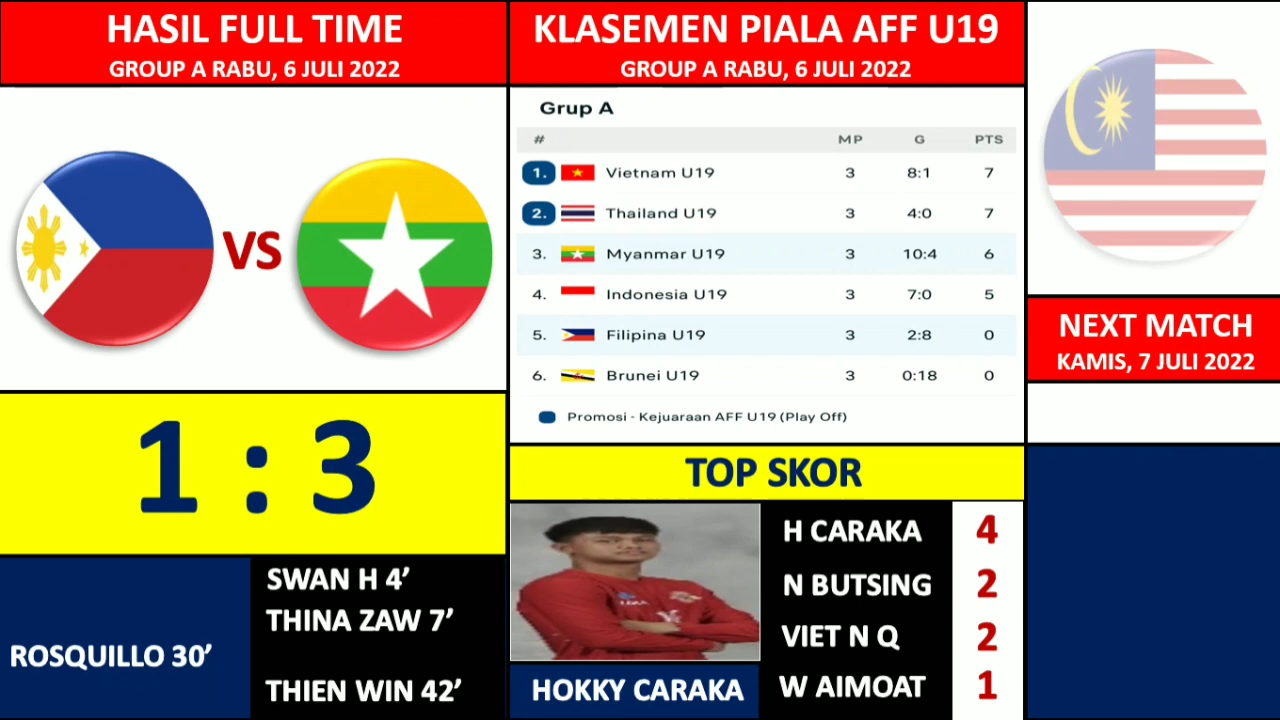 HASIL FULL TIME
GROUP A RABU, 6 JULI 2022
VS
1 : 3
ROSQUILLO 30’
SWAN H 4’
THINA ZAW 7’
THIEN WIN 42’
KLASEMEN PIALA AFF U19
GROUP A RABU, 6 JULI 2022
Grup A
# MP G PTS
1. Vietnam U19 3 8:1 7
2. Thailand U19 3 4:0 7
3. Myanmar U19 3 10:4 6
4. Indonesia U19 3 7:0 5
5. Filipina U19 3 2:8 0
6. Brunei U19 3 0:18 0
Promosi - Kejuaraan AFF U19 (Play Off)
TOP SKOR
HOKKY CARAKA
H CARAKA 4
N BUTSING 2
VIET N Q 2
W AIMOAT 1
NEXT MATCH
KAMIS, 7 JULI 2022